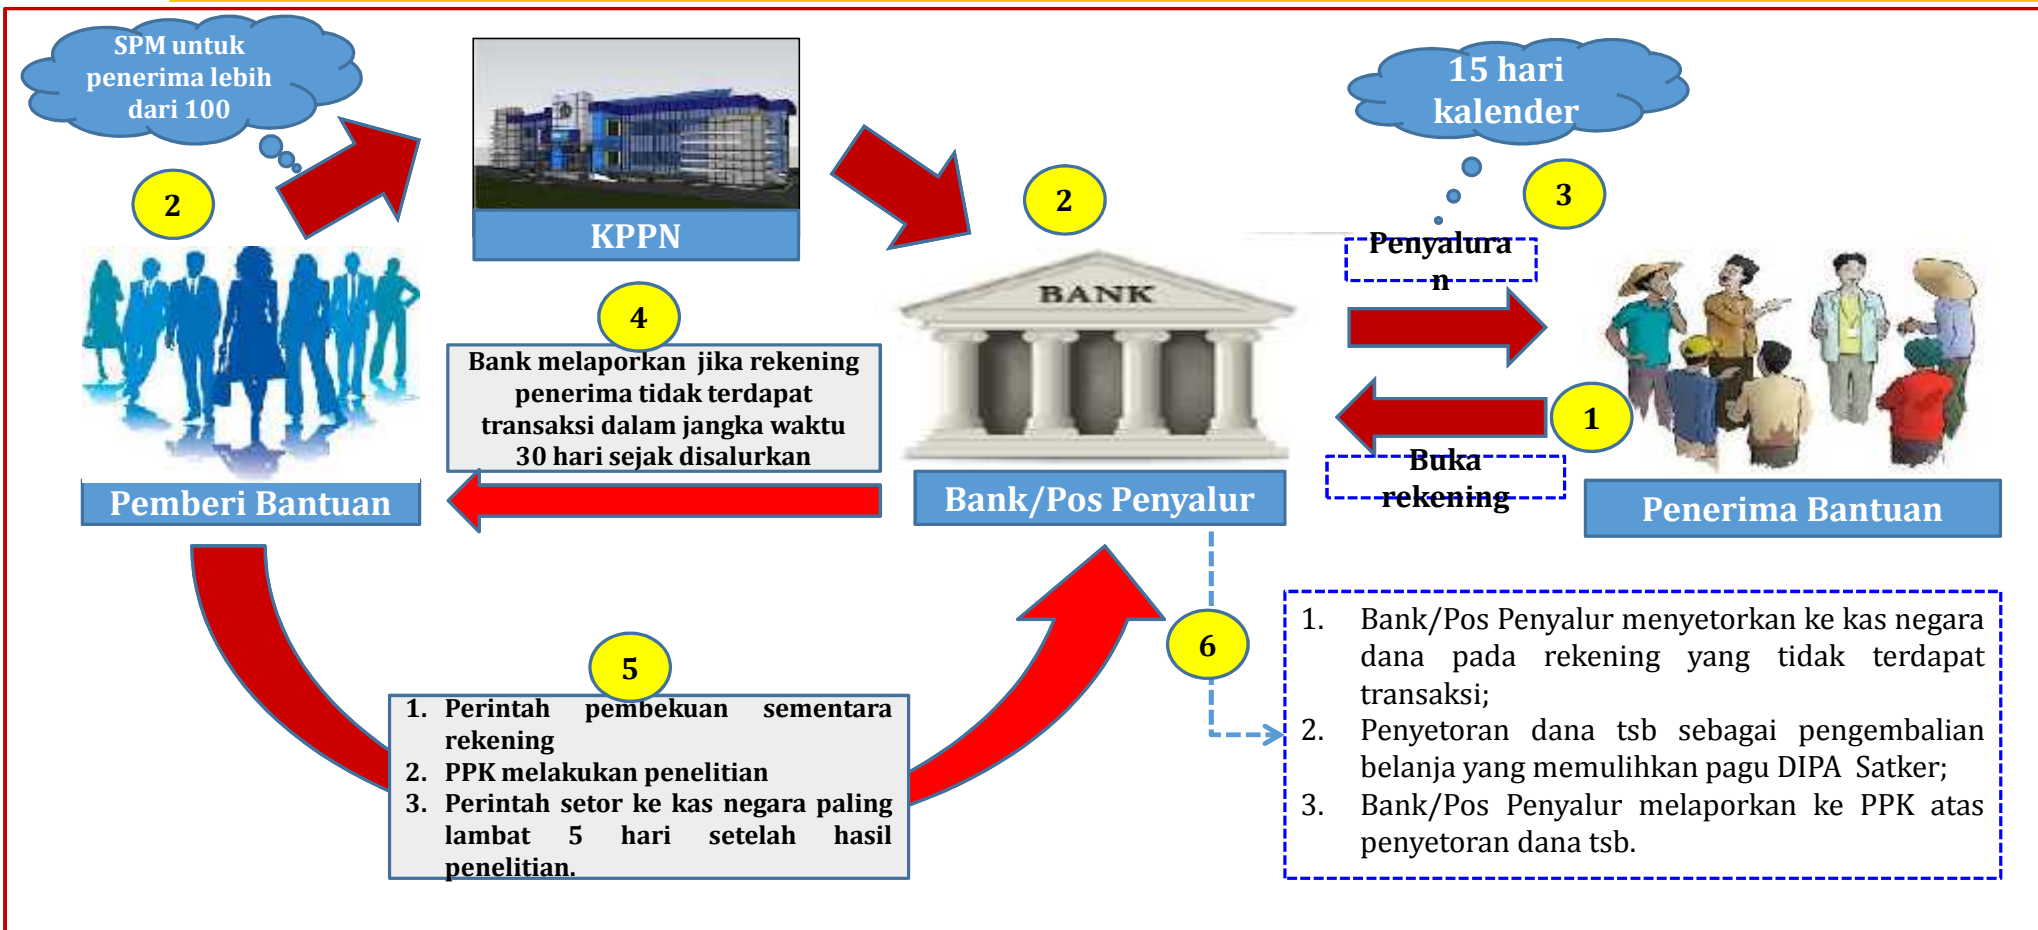 SPM untuk
penerima lebih
dari 100
15 hari
kalender
2
KPPN
2
3
Penyalura
n
BANK
4
Bank melaporkan jika rekening
penerima tidak terdapat
transaksi dalam jangka waktu
30 hari sejak disalurkan
1
Buka
rekening
Pemberi Bantuan
Bank/Pos Penyalur
Penerima Bantuan
5
1. Perintah pembekuan sementara
rekening
2. PPK melakukan penelitian
3. Perintah setor ke kas negara paling
lambat 5 hari setelah hasil
penelitian.
6
1. Bank/Pos Penyalur menyetorkan ke kas negara
dana pada rekening yang tidak terdapat
transaksi;
2. Penyetoran dana tsb sebagai pengembalian
belanja yang memulihkan pagu DIPA Satker;
3. Bank/Pos Penyalur melaporkan ke PPK atas
penyetoran dana tsb.